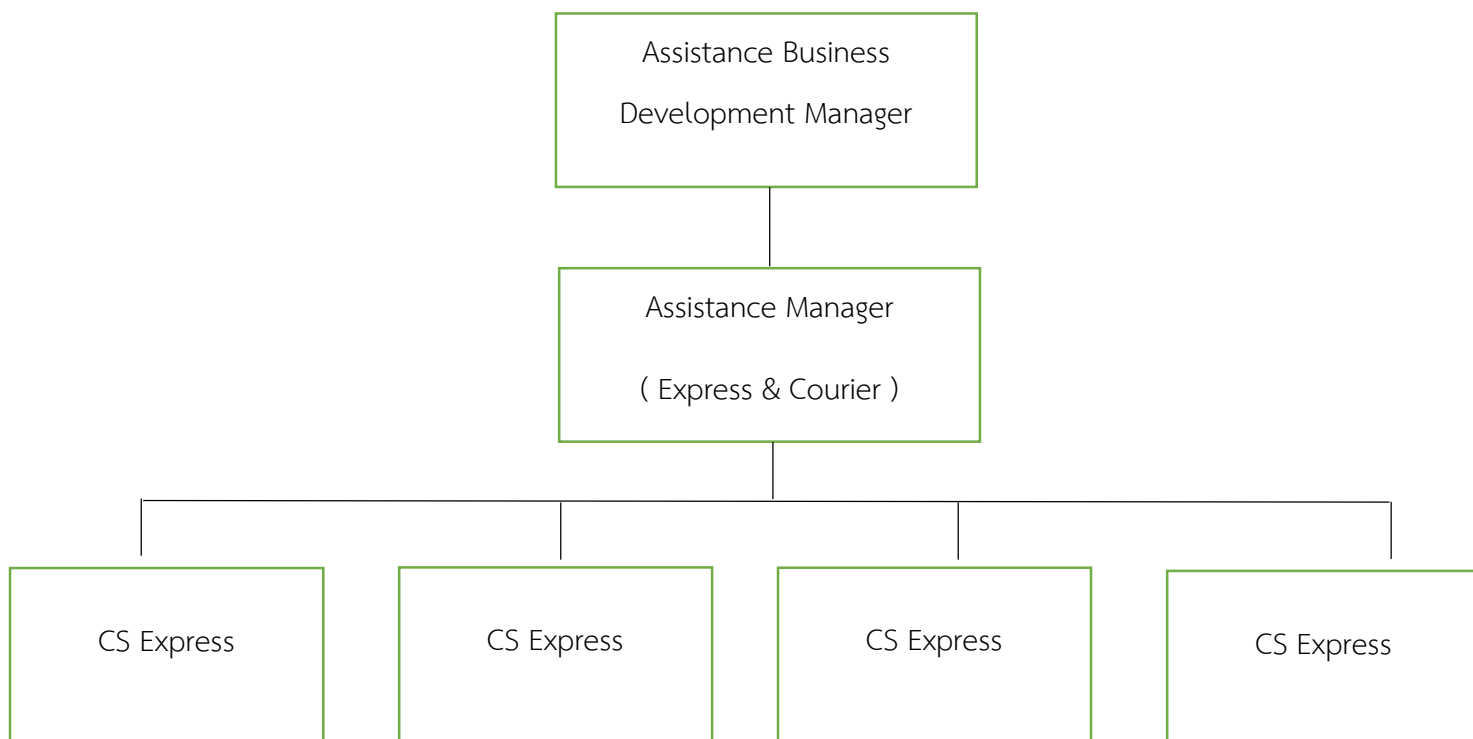 Assistance Business
Development Manager
Assistance Manager
( Express & Courier )
CS Express
CS Express
CS Express
CS Express